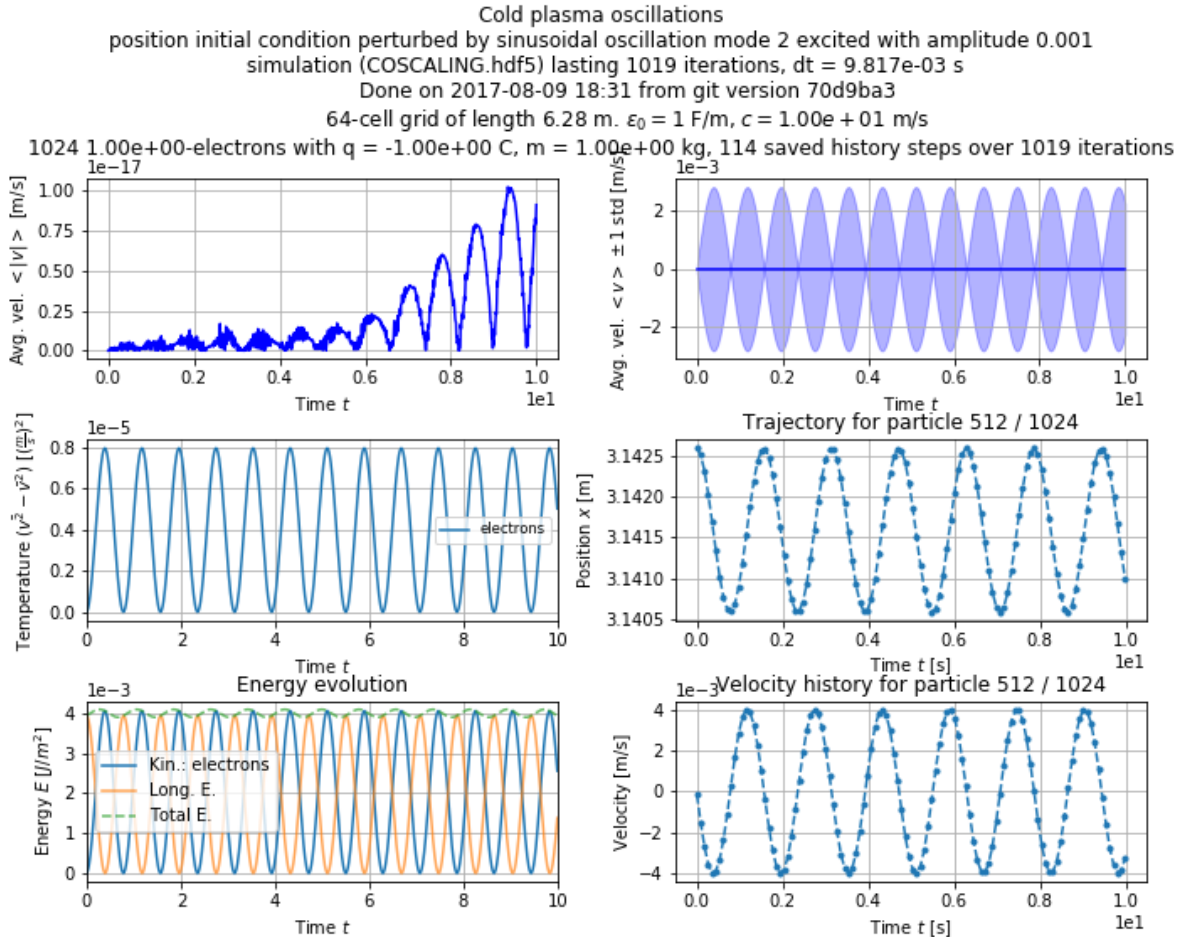 Cold plasma oscillations
position initial condition perturbed by sinusoidal oscillation mode 2 excited with amplitude 0.001
simulation (COSCALING.hdf5) lasting 1019 iterations, dt = 9.817e-03 s
Done on 2017-08-09 18:31 from git version 70d9ba3
64-cell grid of length 6.28 m. ε₀ = 1 F/m, c = 1.00e + 01 m/s
1024 1.00e+00-electrons with q = -1.00e+00 C, m = 1.00e+00 kg, 114 saved history steps over 1019 iterations
1e−17
Avg. vel. < |v| > [m/s]
1.00
0.75
0.25
0.00
0.0 0.2 0.4 0.6 0.8 1.0
1e1
Time t
1e−3
Avg. vel. < v > ± 1 std [m/s]
2
0
−2
0.0 0.2 0.4 0.6 0.8 1.0
1e1
Time t
1e−5
Temperature (v̄² − v̄²) [(m/s)²]
0.8
0.6
0.4
0.2
0.0
electrons
0 2 4 6 8 10
Time t
Trajectory for particle 512 / 1024
Position x [m]
3.1425
3.1420
3.1415
3.1410
3.1405
0.0 0.2 0.4 0.6 0.8 1.0
1e1
Time t [s]
Energy evolution
1e−3
Energy E [J/m²]
4
3
2
1
0
Kin.: electrons
Long. E.
Total E.
0 2 4 6 8 10
Time t
Velocity history for particle 512 / 1024
1e−3
Velocity [m/s]
4
2
0
−2
−4
0.0 0.2 0.4 0.6 0.8 1.0
1e1
Time t [s]